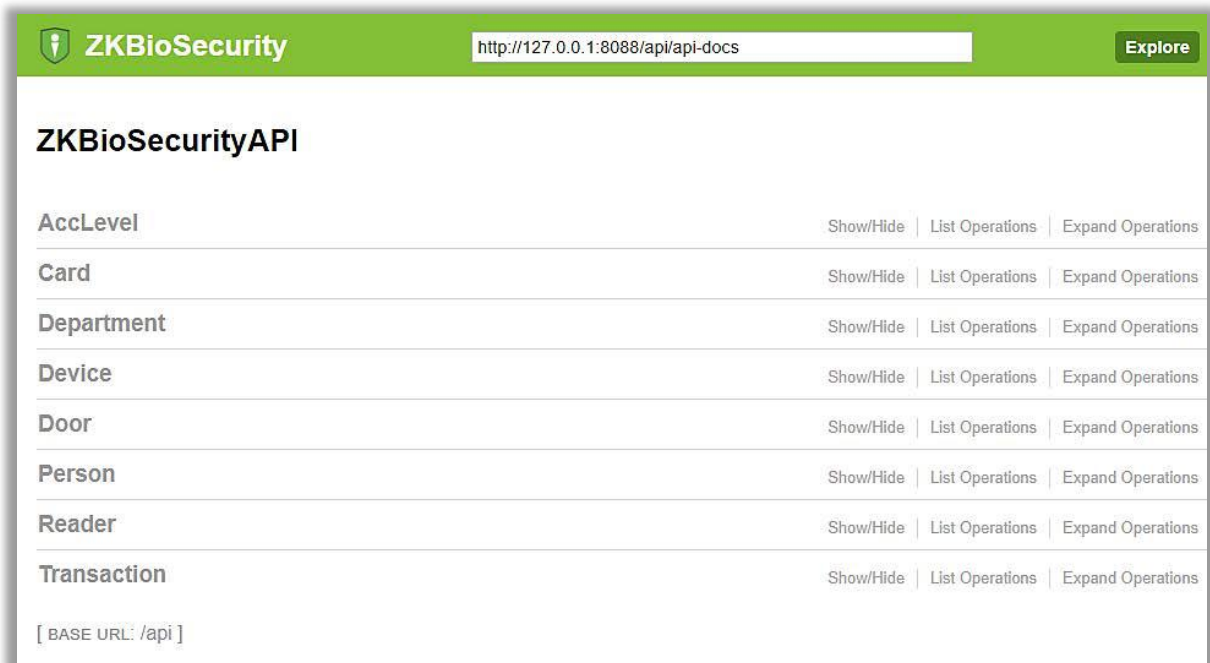 ZKBioSecurity http://127.0.0.1:8088/api/api-docs Explore
ZKBioSecurityAPI
AccLevel Show/Hide | List Operations | Expand Operations
Card Show/Hide | List Operations | Expand Operations
Department Show/Hide | List Operations | Expand Operations
Device Show/Hide | List Operations | Expand Operations
Door Show/Hide | List Operations | Expand Operations
Person Show/Hide | List Operations | Expand Operations
Reader Show/Hide | List Operations | Expand Operations
Transaction Show/Hide | List Operations | Expand Operations
[ BASE URL: /api ]